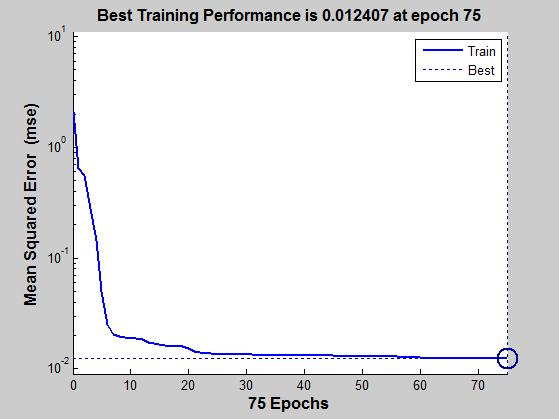 Best Training Performance is 0.012407 at epoch 75
Mean Squared Error (mse)
10^1
10^0
10^-1
10^-2
Train
Best
0 10 20 30 40 50 60 70
75 Epochs